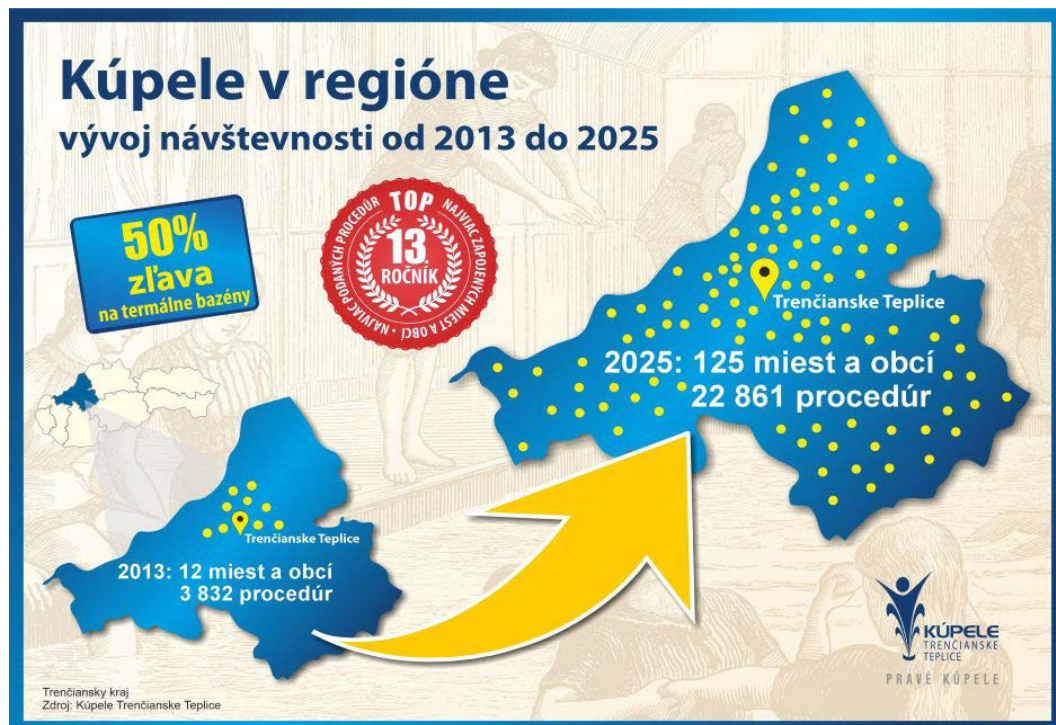 Kúpele v regióne
vývoj návštevnosti od 2013 do 2025
50%
zľava
na termálne bazény
NAJVIAC PODANÝCH PROCEDÚR
TOP
NAJVIAC ZAPOJENÝCH MIEST A OBCÍ •
13.
ROČNÍK
Trenčianske Teplice
2025: 125 miest a obcí
22 861 procedúr
Trenčianske Teplice
2013: 12 miest a obcí
3 832 procedúr
KÚPELE
TRENČIANSKE
TEPLICE
PRAVÉ KÚPELE
Trenčiansky kraj
Zdroj: Kúpele Trenčianske Teplice